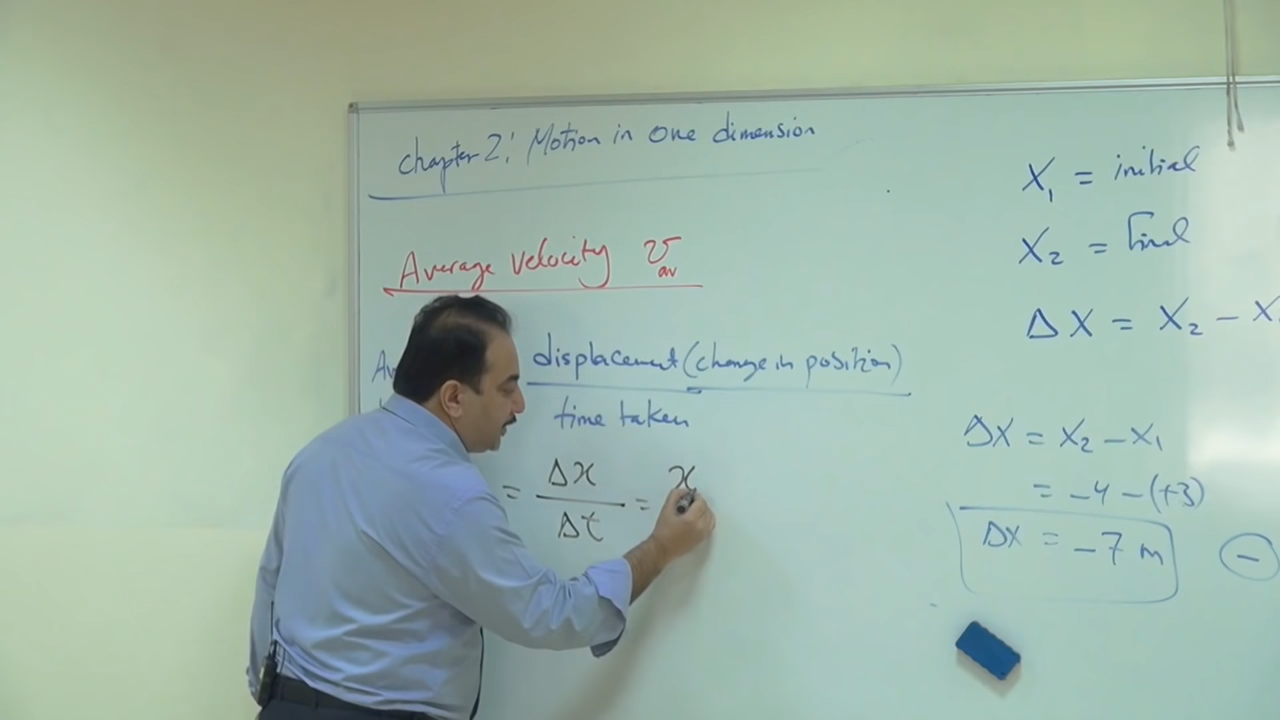 Chapter 2: Motion in One dimension
Average velocity v av
displacement (change in position)
time taken
= Δx / Δt = x
X₁ = initial
X₂ = final
ΔX = X₂ - X
ΔX = X₂ - X₁
= -4 - (+3)
ΔX = -7 m
-